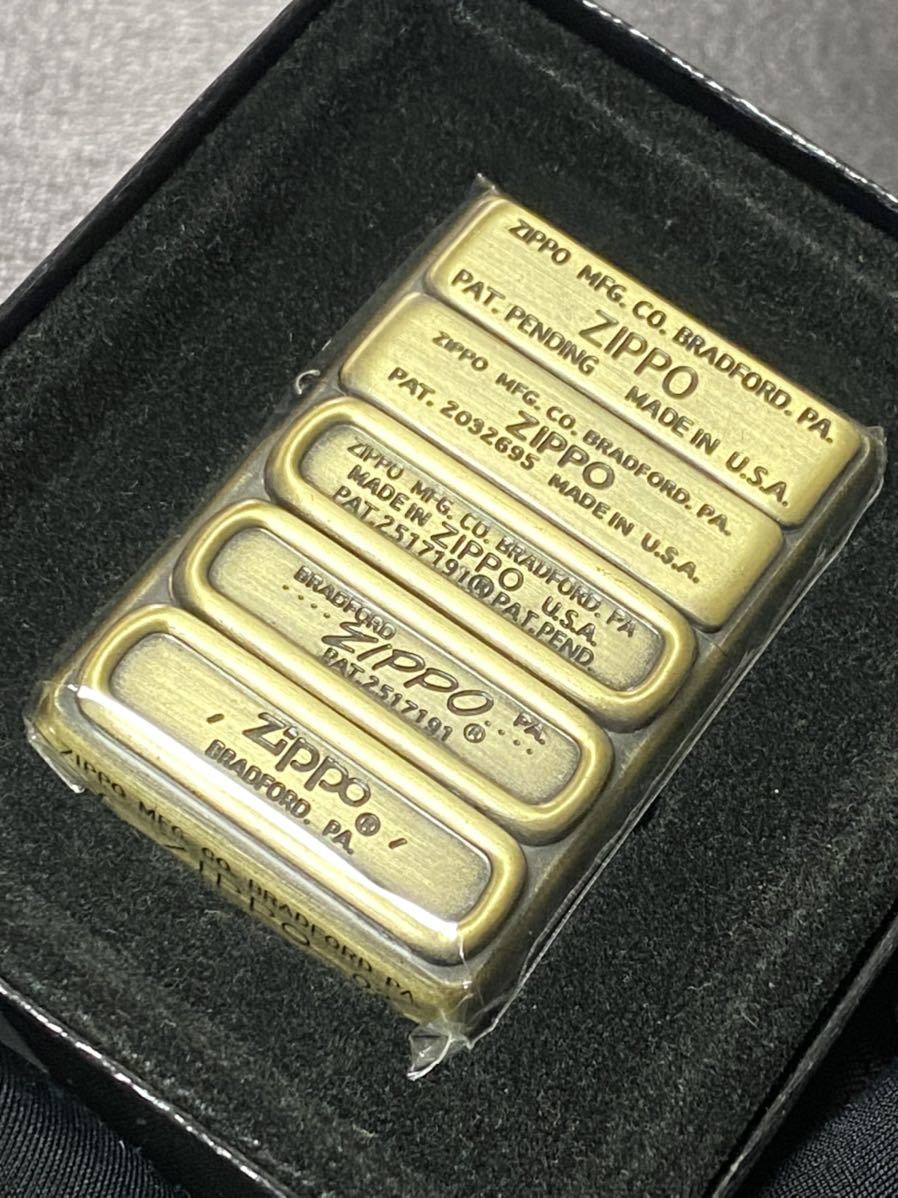 ZIPPO MFG. CO. BRADFORD. PA.
ZIPPO
PAT. PENDING MADE IN U.S.A.
ZIPPO MFG. CO. BRADFORD. PA.
ZIPPO
PAT. 2032695 MADE IN U.S.A.
ZIPPO MFG. CO. BRADFORD. PA
MADE IN ZIPPO U.S.A.
PAT. 2517191® PAT. PEND.
BRADFORD PA.
.... ZIPPO ....
PAT. 2517191 ®
/ Zippo ® /
BRADFORD. PA.
ZIPPO MFG. CO. BRADFORD PA.
ZIPPO